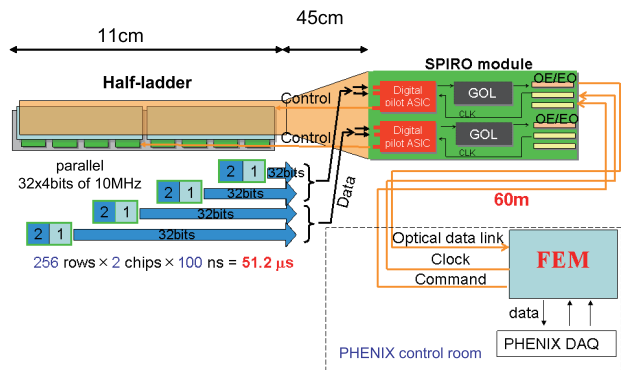 11cm
45cm
SPIRO module
Half-ladder
OE/EO
Control
Digital
pilot ASIC
GOL
CLK
OE/EO
Control
Digital
pilot ASIC
GOL
CLK
parallel
32x4bits of 10MHz
2 1 32bits
2 1 32bits
2 1 32bits
2 1 32bits
Data
60m
256 rows × 2 chips × 100 ns = 51.2 μs
Optical data link
Clock
Command
FEM
data
PHENIX DAQ
PHENIX control room